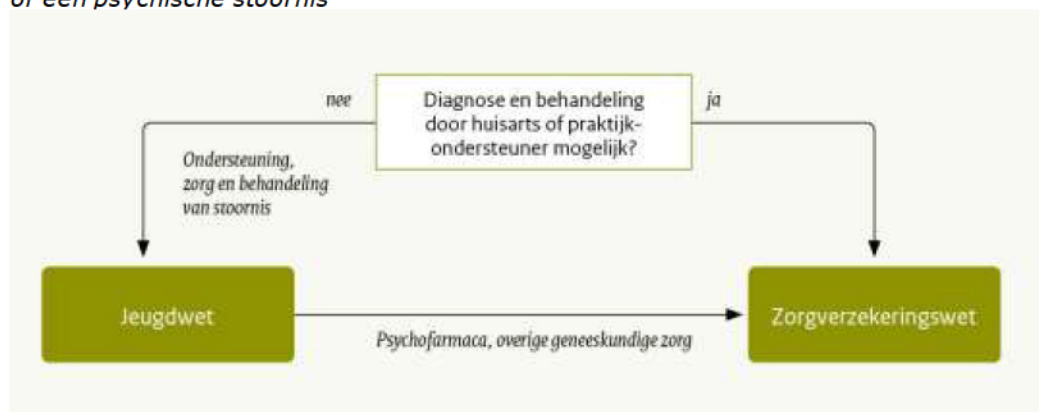 of een psychische stoornis
nee
Diagnose en behandeling
door huisarts of praktijk-
ondersteuner mogelijk?
ja
Ondersteuning,
zorg en behandeling
van stoornis
Jeugdwet
Zorgverzekeringswet
Psychofarmaca, overige geneeskundige zorg